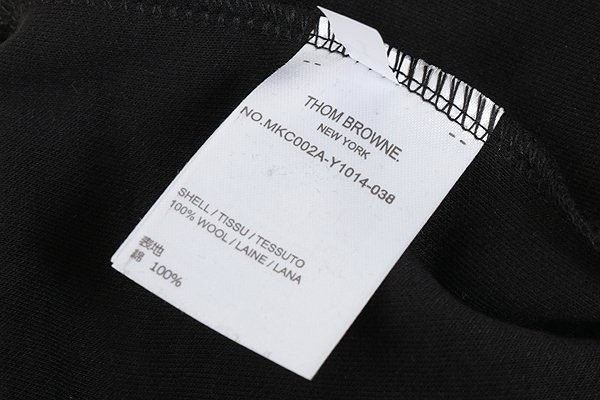 THOM BROWNE.
NEW YORK
NO.MKC002A-Y1014-038
SHELL / TISSU / TESSUTO
100% WOOL / LAINE / LANA
表地
綿 100%